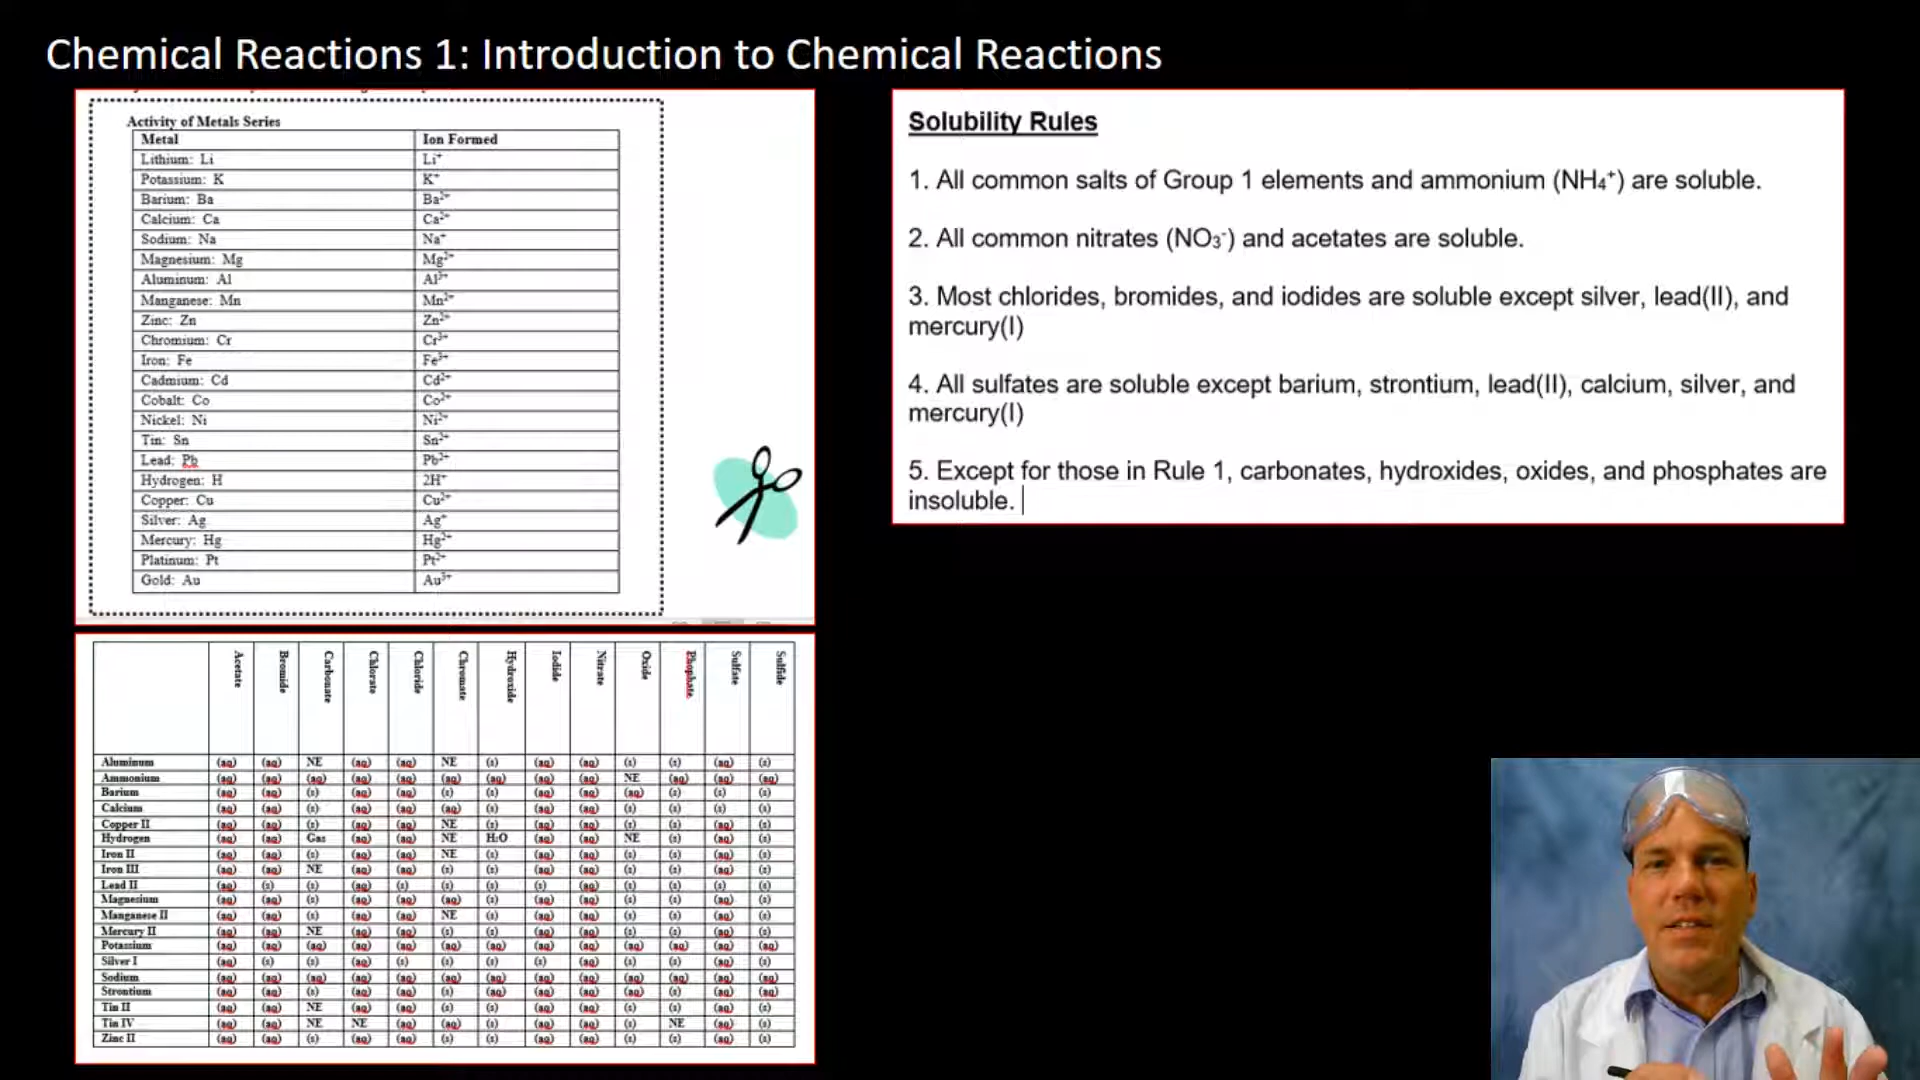 Chemical Reactions 1: Introduction to Chemical Reactions
Activity of Metals Series
Metal Ion Formed
Lithium: Li Li⁺
Potassium: K K⁺
Barium: Ba Ba²⁺
Calcium: Ca Ca²⁺
Sodium: Na Na⁺
Magnesium: Mg Mg²⁺
Aluminum: Al Al³⁺
Manganese: Mn Mn²⁺
Zinc: Zn Zn²⁺
Chromium: Cr Cr³⁺
Iron: Fe Fe³⁺
Cadmium: Cd Cd²⁺
Cobalt: Co Co²⁺
Nickel: Ni Ni²⁺
Tin: Sn Sn²⁺
Lead: Pb Pb²⁺
Hydrogen: H 2H⁺
Copper: Cu Cu²⁺
Silver: Ag Ag⁺
Mercury: Hg Hg²⁺
Platinum: Pt Pt²⁺
Gold: Au Au³⁺
Solubility Rules
1. All common salts of Group 1 elements and ammonium (NH₄⁺) are soluble.
2. All common nitrates (NO₃⁻) and acetates are soluble.
3. Most chlorides, bromides, and iodides are soluble except silver, lead(II), and
mercury(I)
4. All sulfates are soluble except barium, strontium, lead(II), calcium, silver, and
mercury(I)
5. Except for those in Rule 1, carbonates, hydroxides, oxides, and phosphates are
insoluble.
Acetate Bromide Carbonate Chlorate Chloride Chromate Hydroxide Iodide Nitrate Oxide Phophate Sulfate Sulfide
Aluminum (aq) (aq) NE (aq) (aq) NE (s) (aq) (aq) (s) (s) (aq) (s)
Ammonium (aq) (aq) (aq) (aq) (aq) (aq) (aq) (aq) (aq) NE (aq) (aq) (aq)
Barium (aq) (aq) (s) (aq) (aq) (s) (s) (aq) (aq) (aq) (s) (s) (s)
Calcium (aq) (aq) (s) (aq) (aq) (aq) (s) (aq) (aq) (s) (s) (s) (s)
Copper II (aq) (aq) (s) (aq) (aq) NE (s) (aq) (aq) (s) (s) (aq) (s)
Hydrogen (aq) (aq) Gas (aq) (aq) NE H₂O (aq) (aq) NE (s) (aq) (s)
Iron II (aq) (aq) (s) (aq) (aq) NE (s) (aq) (aq) (s) (s) (aq) (s)
Iron III (aq) (aq) NE (aq) (aq) (s) (s) (aq) (aq) (s) (s) (aq) (s)
Lead II (aq) (s) (s) (aq) (s) (s) (s) (s) (aq) (s) (s) (s) (s)
Magnesium (aq) (aq) (s) (aq) (aq) (aq) (s) (aq) (aq) (s) (s) (aq) (s)
Manganese II (aq) (aq) (s) (aq) (aq) NE (s) (aq) (aq) (s) (s) (aq) (s)
Mercury II (aq) (aq) NE (aq) (aq) (s) (s) (aq) (aq) (s) (s) (aq) (s)
Potassium (aq) (aq) (aq) (aq) (aq) (aq) (aq) (aq) (aq) (aq) (aq) (aq) (aq)
Silver I (aq) (s) (s) (aq) (s) (s) (s) (s) (aq) (s) (s) (aq) (s)
Sodium (aq) (aq) (aq) (aq) (aq) (aq) (aq) (aq) (aq) (aq) (aq) (aq) (aq)
Strontium (aq) (aq) (s) (aq) (aq) (s) (aq) (aq) (aq) (aq) (s) (aq) (aq)
Tin II (aq) (aq) NE (aq) (aq) (s) (s) (aq) (aq) (s) (s) (aq) (s)
Tin IV (aq) (aq) NE NE (aq) (aq) (s) (aq) (aq) (s) NE (aq) (s)
Zinc II (aq) (aq) (s) (aq) (aq) (s) (s) (aq) (aq) (s) (s) (aq) (s)